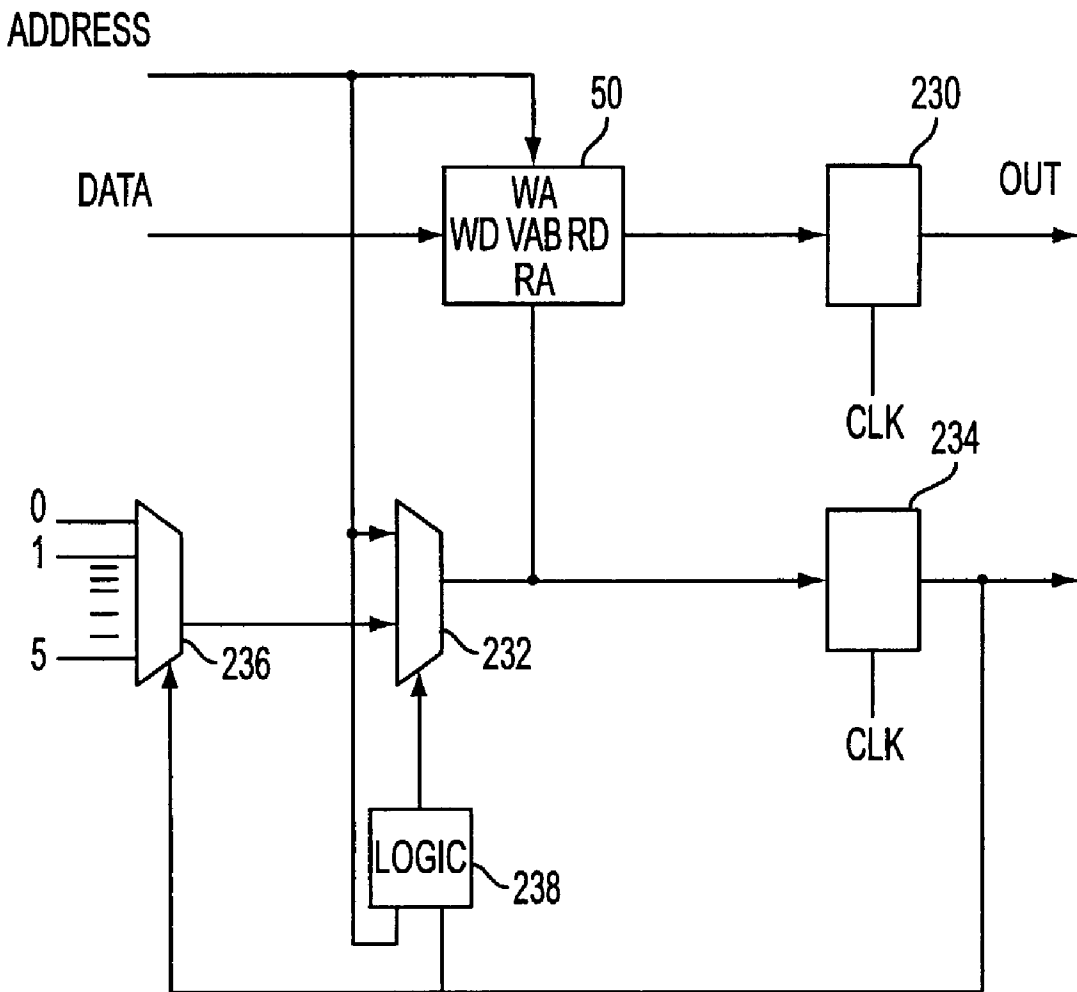 ADDRESS
50
230
DATA
WA
WD VAB RD
RA
OUT
CLK
234
0
1
5
236
232
CLK
LOGIC
238